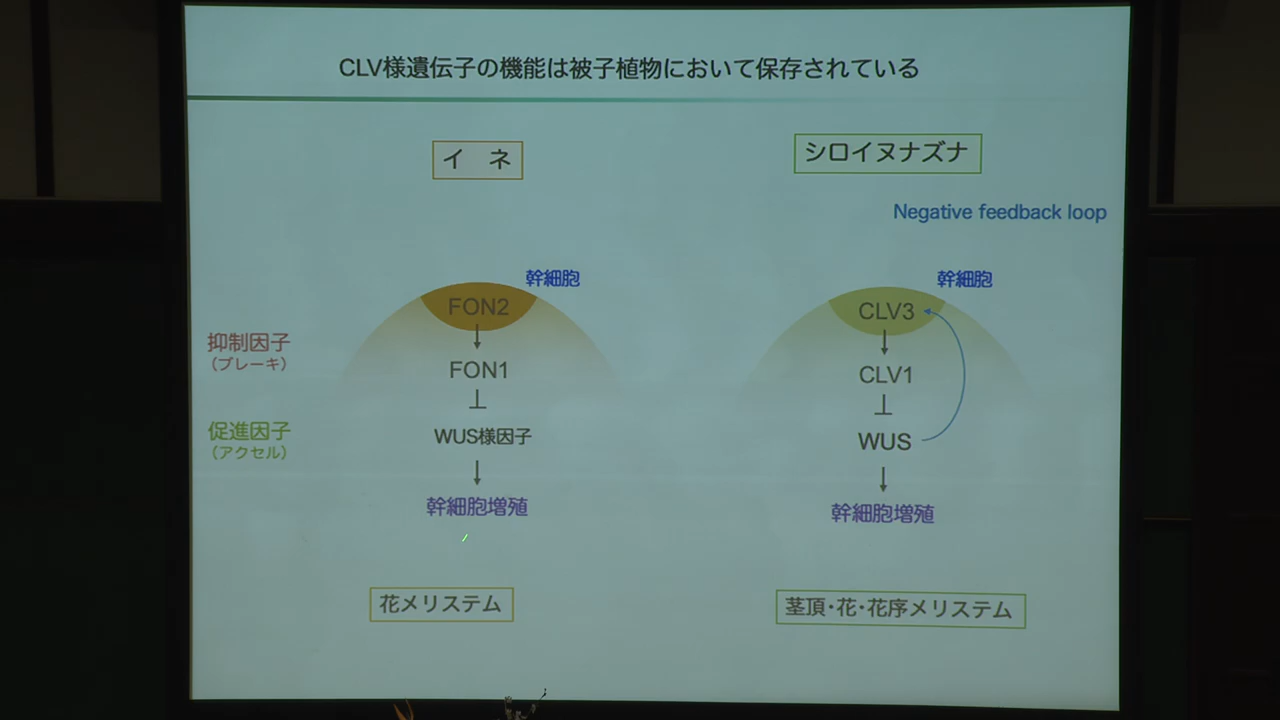 CLV様遺伝子の機能は被子植物において保存されている
イ ネ
シロイヌナズナ
Negative feedback loop
幹細胞
幹細胞
FON2
CLV3
抑制因子
(ブレーキ)
FON1
CLV1
促進因子
(アクセル)
WUS様因子
WUS
幹細胞増殖
幹細胞増殖
花メリステム
茎頂・花・花序メリステム